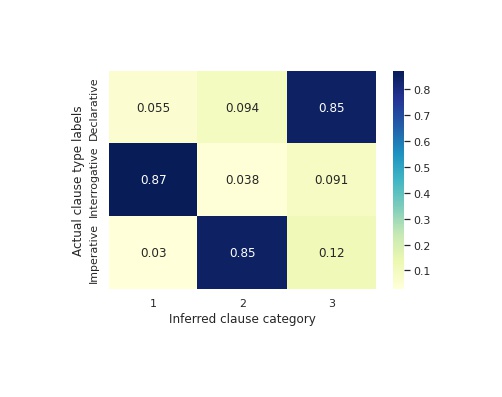 Actual clause type labels
Declarative
0.055 0.094 0.85
Interrogative
0.87 0.038 0.091
Imperative
0.03 0.85 0.12
1 2 3
Inferred clause category
0.8
0.7
0.6
0.5
0.4
0.3
0.2
0.1